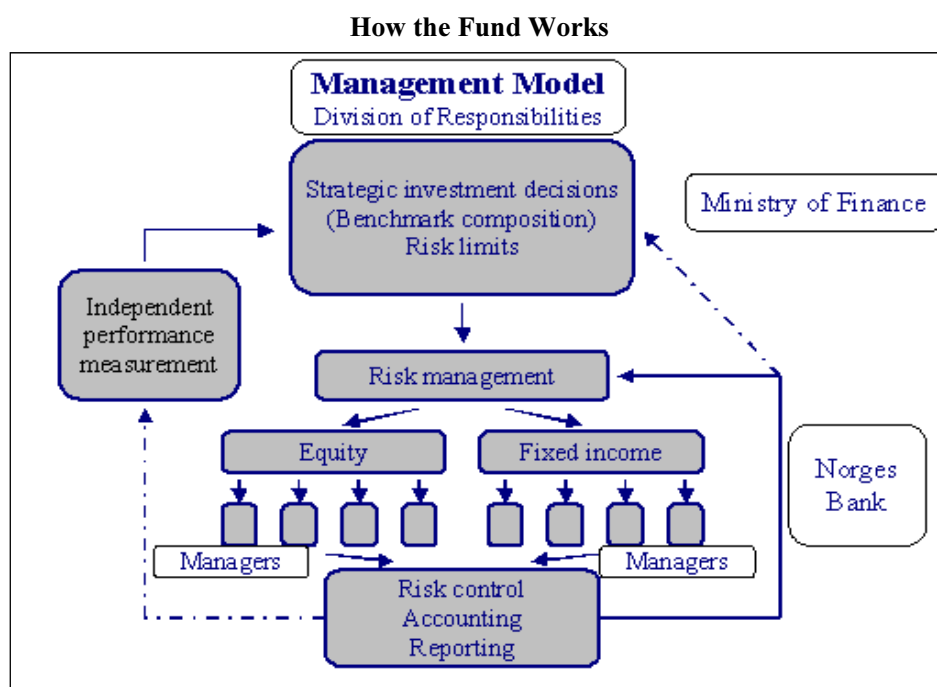 How the Fund Works
Management Model
Division of Responsibilities
Strategic investment decisions
(Benchmark composition)
Risk limits
Ministry of Finance
Independent
performance
measurement
Risk management
Equity
Fixed income
Norges
Bank
Managers
Managers
Risk control
Accounting
Reporting